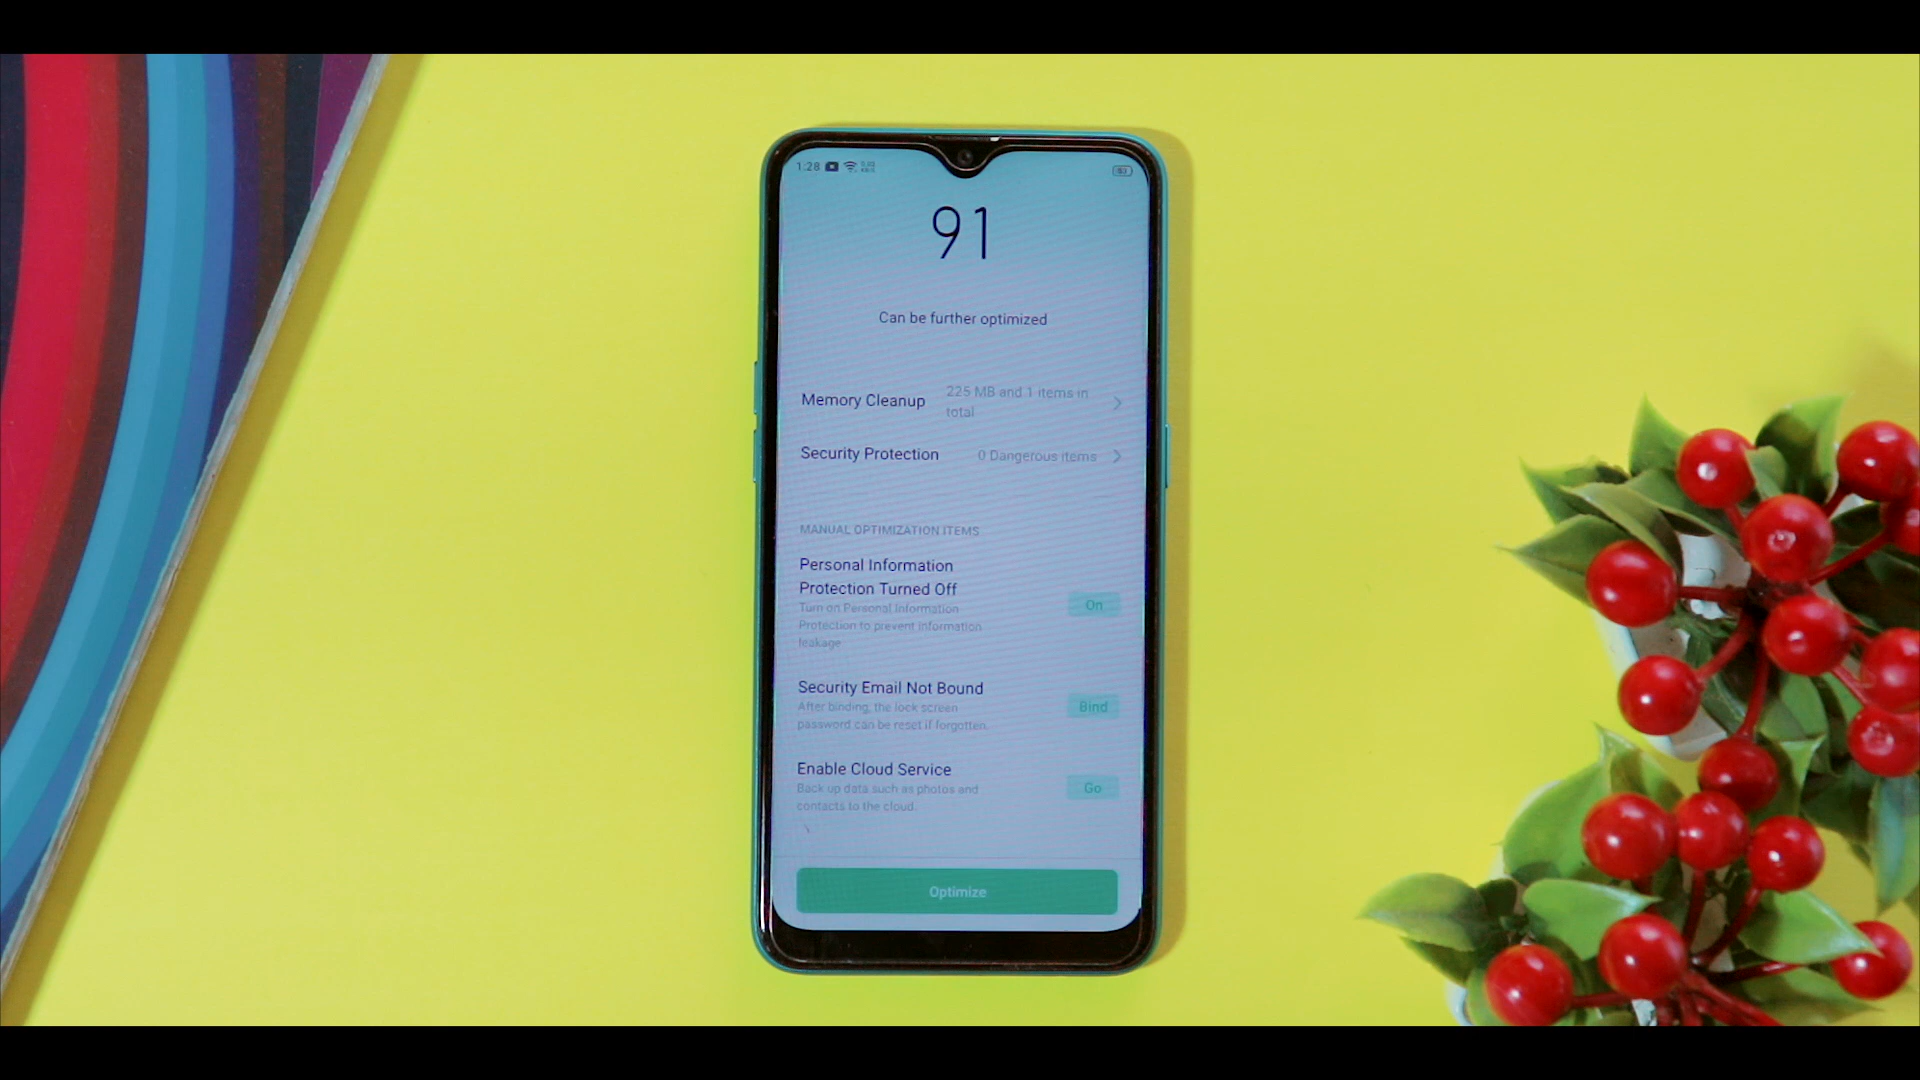 1:28
91
Can be further optimized
Memory Cleanup
225 MB and 1 items in
total
Security Protection
0 Dangerous items
MANUAL OPTIMIZATION ITEMS
Personal Information
Protection Turned Off
Turn on Personal Information
Protection to prevent information
leakage
On
Security Email Not Bound
After binding, the lock screen
password can be reset if forgotten.
Bind
Enable Cloud Service
Back up data such as photos and
contacts to the cloud.
Go
Optimize